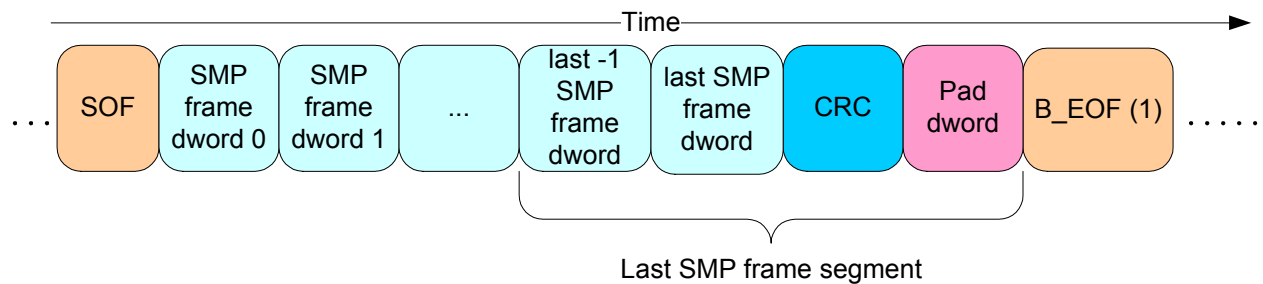 Time
. . .
SOF
SMP
frame
dword 0
SMP
frame
dword 1
...
last -1
SMP
frame
dword
last SMP
frame
dword
CRC
Pad
dword
B_EOF (1)
. . . . .
Last SMP frame segment